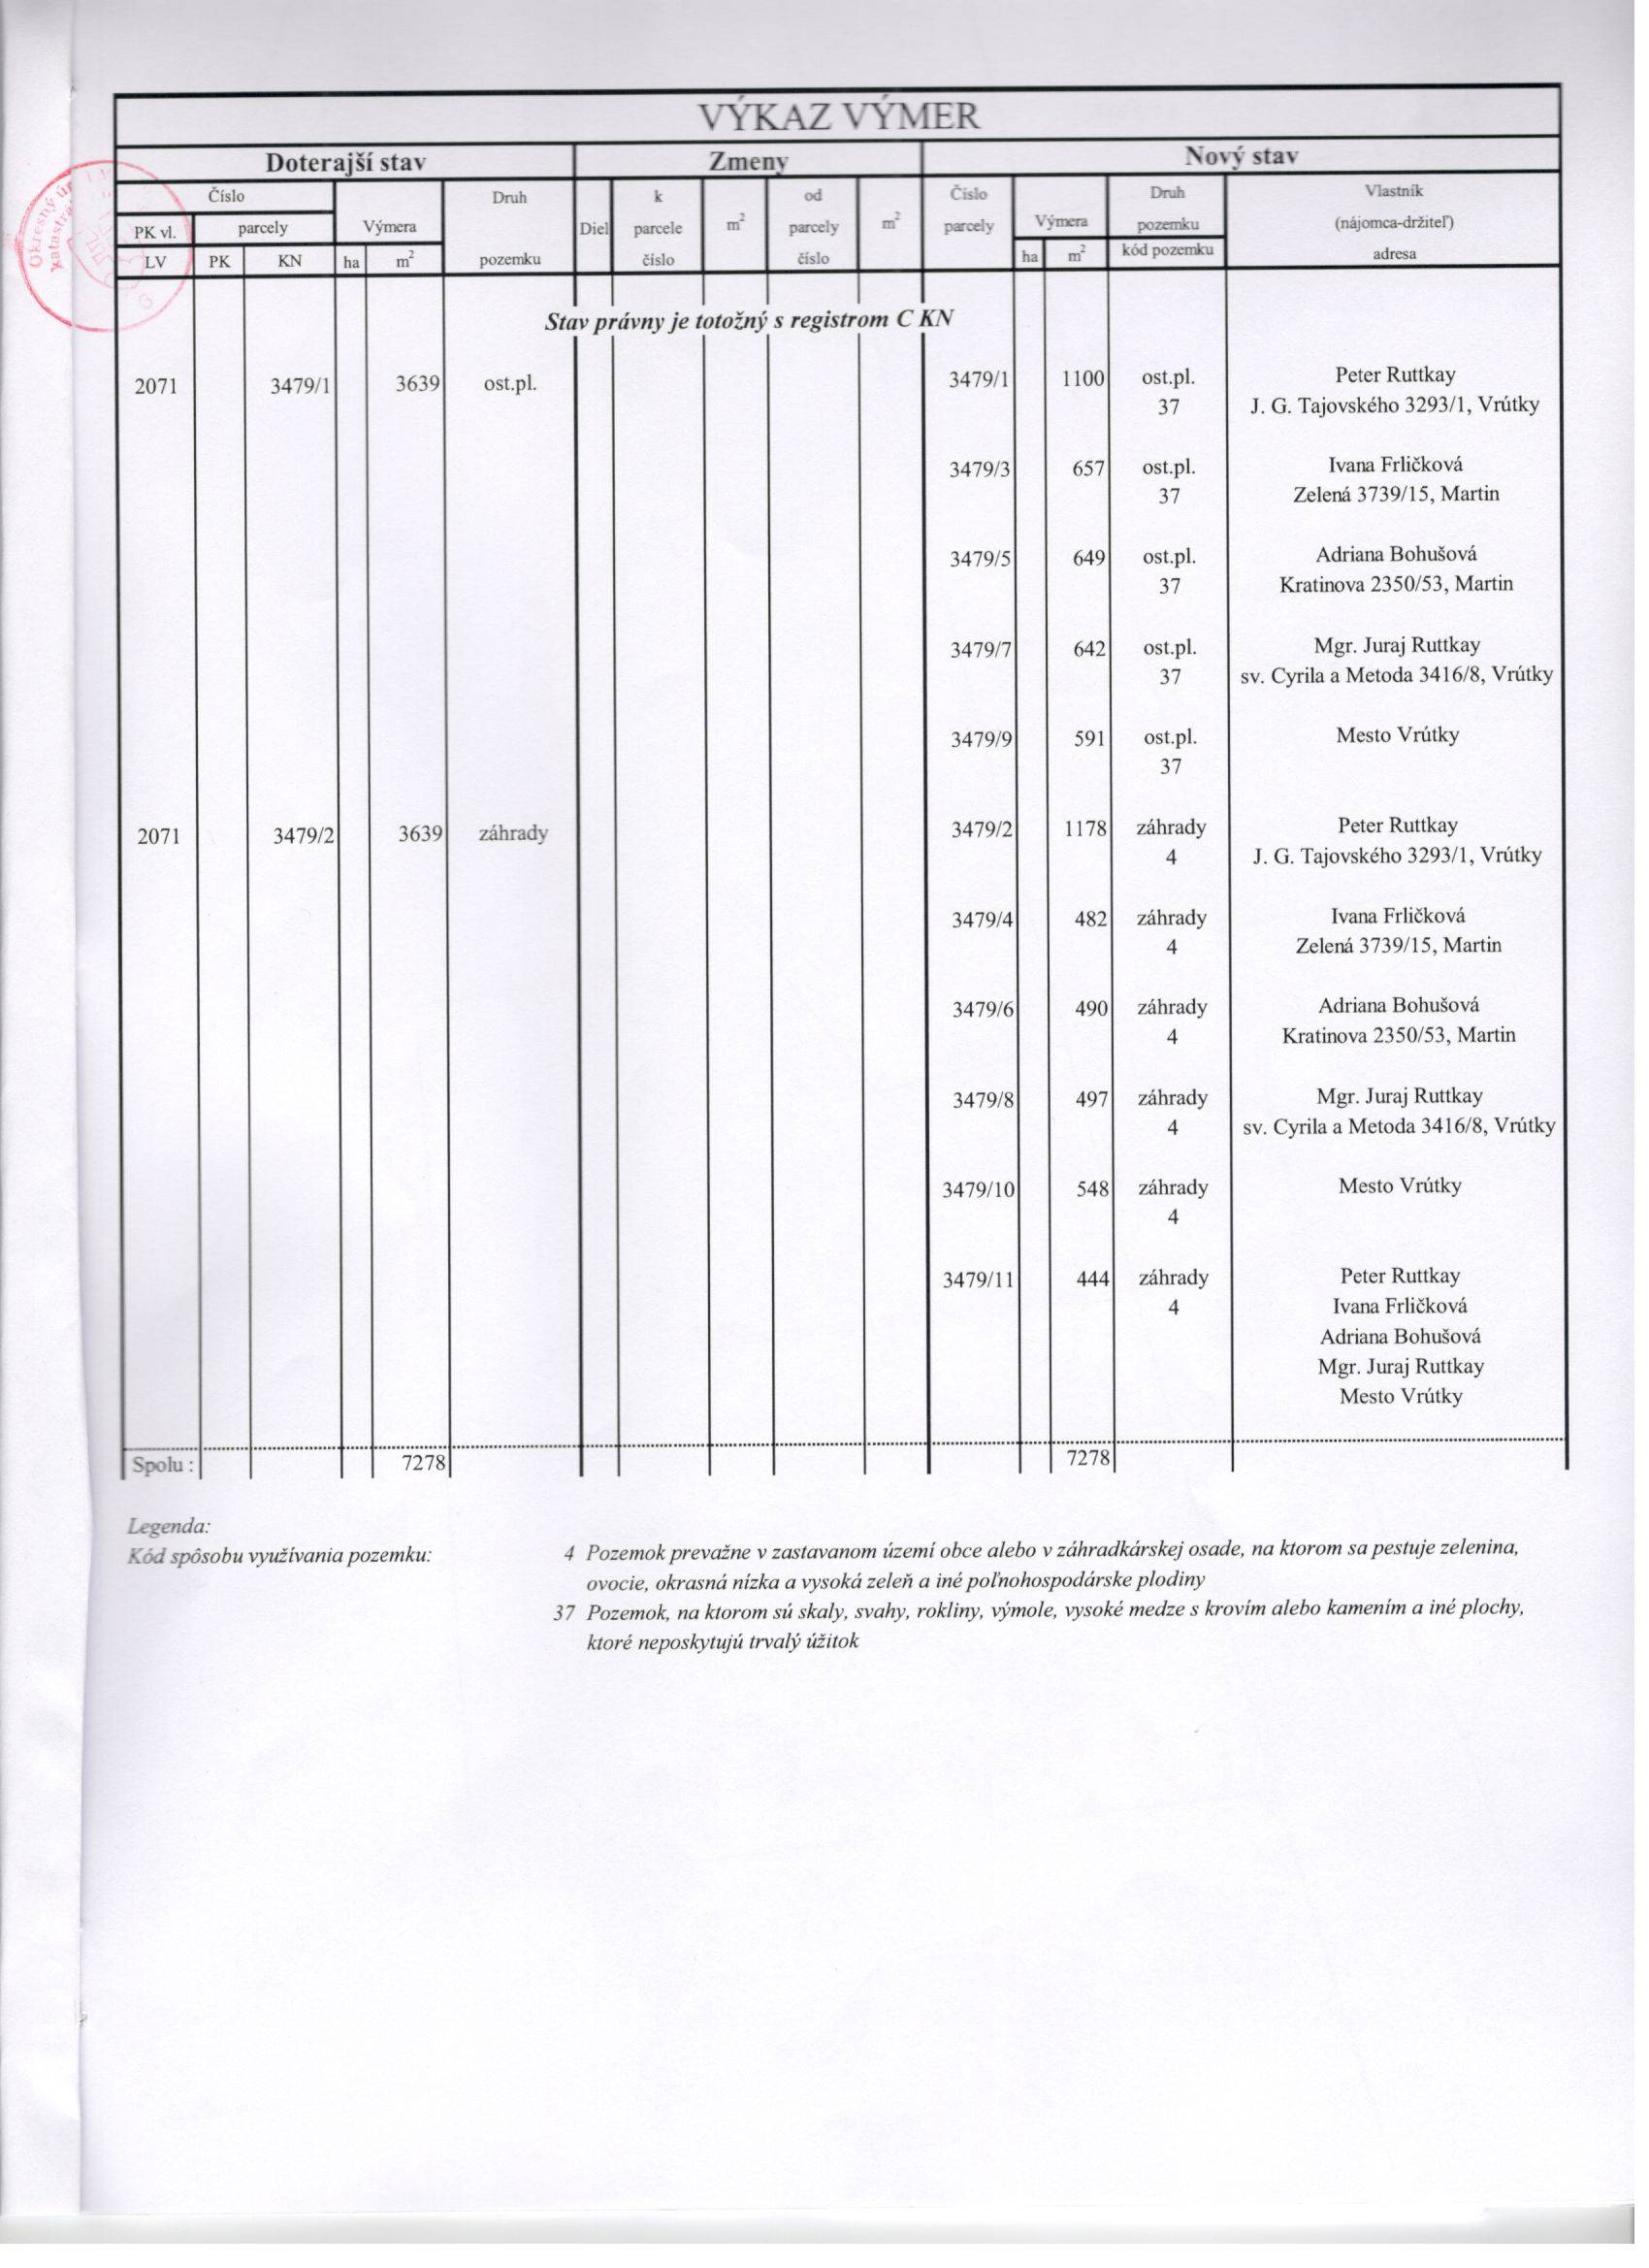 VÝKAZ VÝMER
Doterajší stav Zmeny Nový stav
Číslo Výmera Druh Diel k m² od m² Číslo Výmera Druh Vlastník
PK vl. parcely pozemku parcele parcely parcely pozemku (nájomca-držiteľ)
LV PK KN ha m² číslo číslo ha m² kód pozemku adresa
Okresný úr
katastrá
Stav právny je totožný s registrom C KN
2071 3479/1 3639 ost.pl. 3479/1 1100 ost.pl. Peter Ruttkay
37 J. G. Tajovského 3293/1, Vrútky
3479/3 657 ost.pl. Ivana Frličková
37 Zelená 3739/15, Martin
3479/5 649 ost.pl. Adriana Bohušová
37 Kratinova 2350/53, Martin
3479/7 642 ost.pl. Mgr. Juraj Ruttkay
37 sv. Cyrila a Metoda 3416/8, Vrútky
3479/9 591 ost.pl. Mesto Vrútky
37
2071 3479/2 3639 záhrady 3479/2 1178 záhrady Peter Ruttkay
4 J. G. Tajovského 3293/1, Vrútky
3479/4 482 záhrady Ivana Frličková
4 Zelená 3739/15, Martin
3479/6 490 záhrady Adriana Bohušová
4 Kratinova 2350/53, Martin
3479/8 497 záhrady Mgr. Juraj Ruttkay
4 sv. Cyrila a Metoda 3416/8, Vrútky
3479/10 548 záhrady Mesto Vrútky
4
3479/11 444 záhrady Peter Ruttkay
4 Ivana Frličková
Adriana Bohušová
Mgr. Juraj Ruttkay
Mesto Vrútky
Spolu : 7278 7278
Legenda:
Kód spôsobu využívania pozemku: 4 Pozemok prevažne v zastavanom území obce alebo v záhradkárskej osade, na ktorom sa pestuje zelenina,
ovocie, okrasná nízka a vysoká zeleň a iné poľnohospodárske plodiny
37 Pozemok, na ktorom sú skaly, svahy, rokliny, výmole, vysoké medze s krovím alebo kamením a iné plochy,
ktoré neposkytujú trvalý úžitok